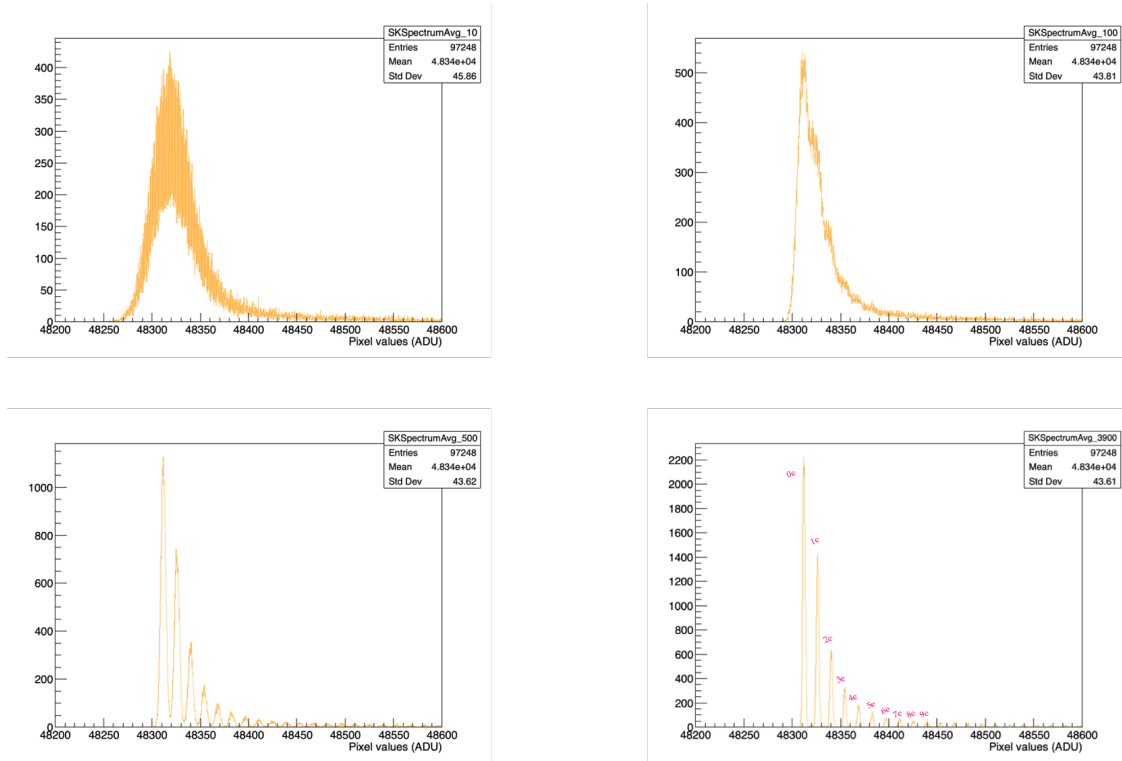 SKSpectrumAvg_10
Entries 97248
Mean 4.834e+04
Std Dev 45.86
400
350
300
250
200
150
100
50
0
48200 48250 48300 48350 48400 48450 48500 48550 48600
Pixel values (ADU)
SKSpectrumAvg_100
Entries 97248
Mean 4.834e+04
Std Dev 43.81
500
400
300
200
100
0
48200 48250 48300 48350 48400 48450 48500 48550 48600
Pixel values (ADU)
SKSpectrumAvg_500
Entries 97248
Mean 4.834e+04
Std Dev 43.62
1000
800
600
400
200
0
48200 48250 48300 48350 48400 48450 48500 48550 48600
Pixel values (ADU)
SKSpectrumAvg_3900
Entries 97248
Mean 4.834e+04
Std Dev 43.61
2200
2000
1800
1600
1400
1200
1000
800
600
400
200
0
0e
1e
2e
3e
4e
5e 6e 7e 8e 9e
48200 48250 48300 48350 48400 48450 48500 48550 48600
Pixel values (ADU)